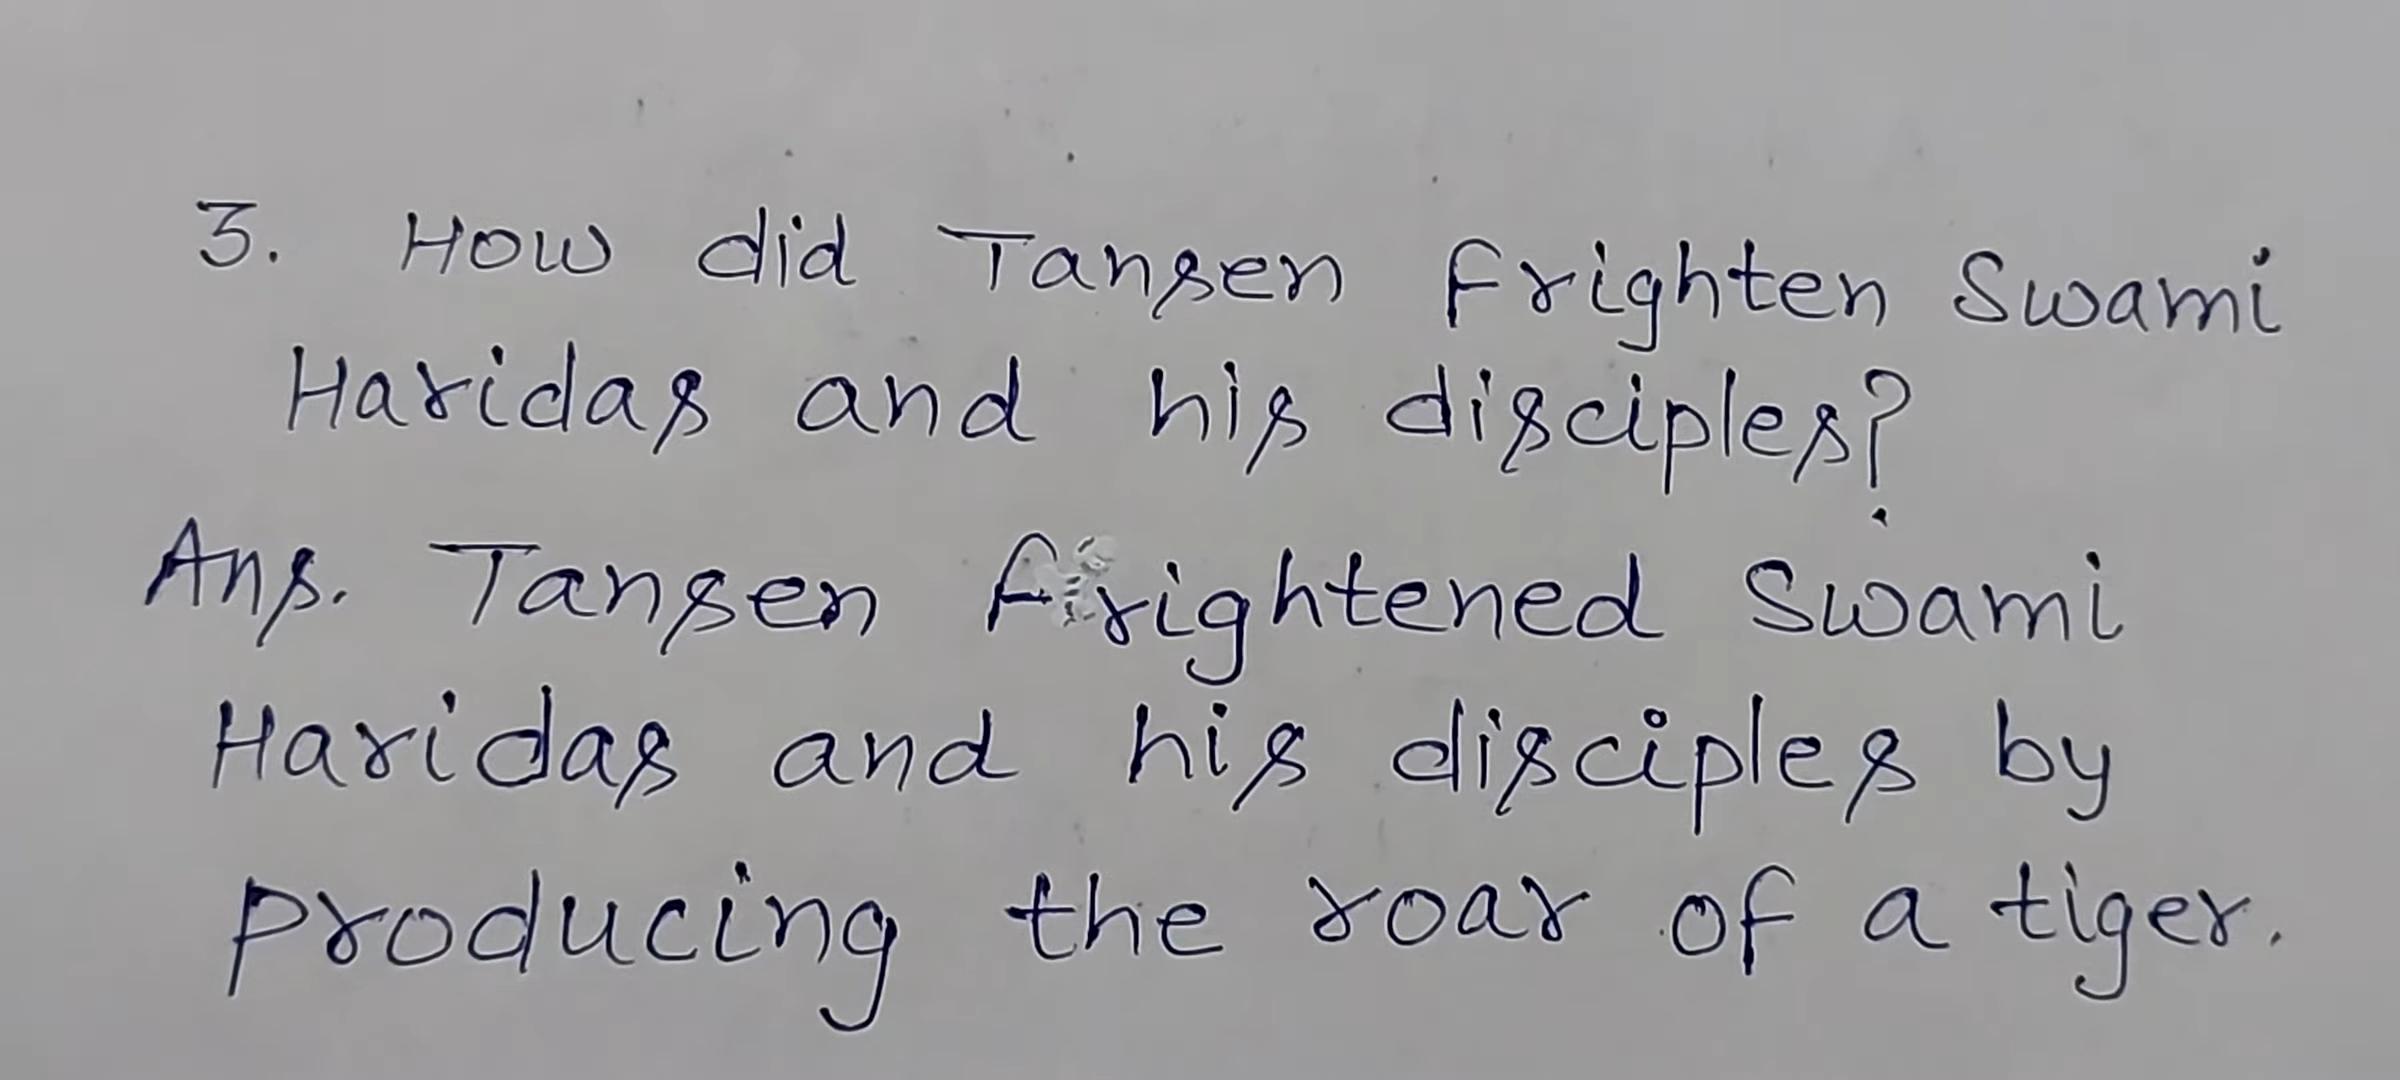 3. How did Tansen frighten Swami
Haridas and his disciples?
Ans. Tansen frightened Swami
Haridas and his disciples by
producing the roar of a tiger.